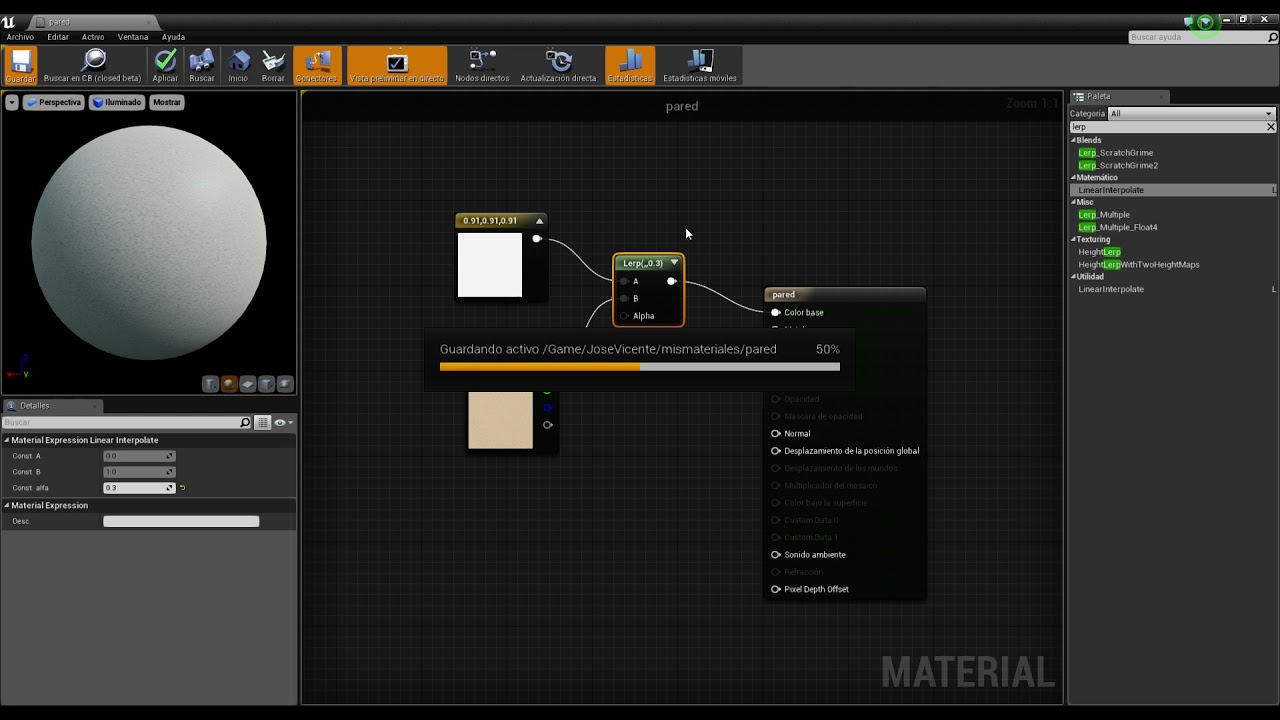 pared
Archivo Editar Activo Ventana Ayuda
Buscar ayuda
Guardar Buscar en CB (closed beta) Aplicar Buscar Inicio Borrar Conectores Vista preliminar en directo Nodos directos Actualización directa Estadísticas Estadísticas móviles
Perspectiva Iluminado Mostrar
pared
Zoom 1:1
Paleta
Categoría All
lerp
Blends
Lerp_ScratchGrime
Lerp_ScratchGrime2
Matemático
LinearInterpolate L
Misc
Lerp_Multiple
Lerp_Multiple_Float4
Texturing
HeightLerp
HeightLerpWithTwoHeightMaps
Utilidad
LinearInterpolate L
0.91,0.91,0.91
Lerp(,,0.3)
A
B
Alpha
pared
Color base
Guardando activo /Game/JoseVicente/mismateriales/pared 50%
Opacidad
Máscara de opacidad
Normal
Desplazamiento de la posición global
Desplazamiento de los mundos
Multiplicador del mosaico
Color bajo la superficie
Custom Data 0
Custom Data 1
Sonido ambiente
Refracción
Pixel Depth Offset
MATERIAL
Detalles
Buscar
Material Expression Linear Interpolate
Const A 0.0
Const B 1.0
Const alfa 0.3
Material Expression
Desc